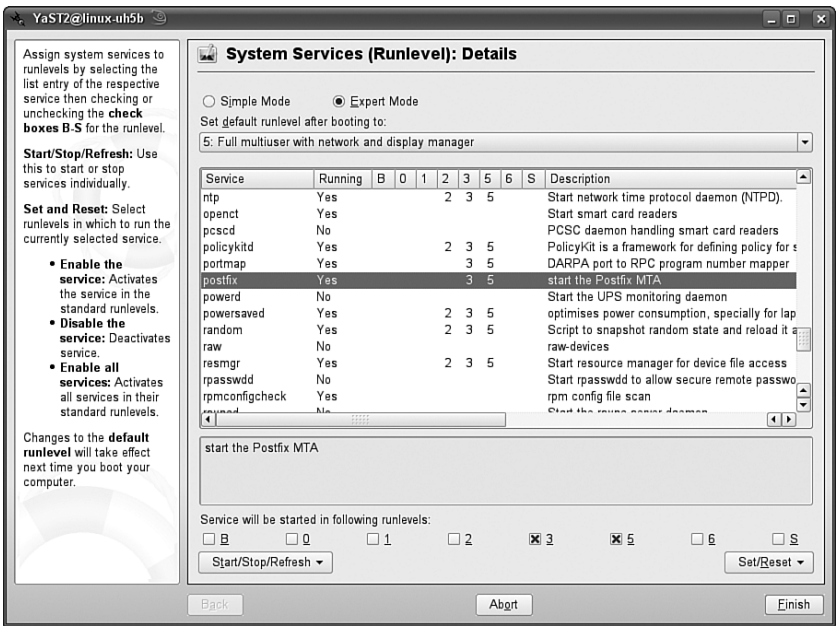 YaST2@linux-uh5b
Assign system services to
runlevels by selecting the
list entry of the respective
service then checking or
unchecking the check
boxes B-S for the runlevel.
Start/Stop/Refresh: Use
this to start or stop
services individually.
Set and Reset: Select
runlevels in which to run the
currently selected service.
• Enable the
service: Activates
the service in the
standard runlevels.
• Disable the
service: Deactivates
service.
• Enable all
services: Activates
all services in their
standard runlevels.
Changes to the default
runlevel will take effect
next time you boot your
computer.
System Services (Runlevel): Details
Simple Mode Expert Mode
Set default runlevel after booting to:
5: Full multiuser with network and display manager
Service Running B 0 1 2 3 5 6 S Description
ntp Yes 2 3 5 Start network time protocol daemon (NTPD).
openct Yes Start smart card readers
pcscd No PCSC daemon handling smart card readers
policykitd Yes 2 3 5 PolicyKit is a framework for defining policy for s
portmap Yes 3 5 DARPA port to RPC program number mapper
postfix Yes 3 5 start the Postfix MTA
powerd No Start the UPS monitoring daemon
powersaved Yes 2 3 5 optimises power consumption, specially for lap
random Yes 2 3 5 Script to snapshot random state and reload it a
raw No raw-devices
resmgr Yes 2 3 5 Start resource manager for device file access
rpasswdd No Start rpasswdd to allow secure remote passwo
rpmconfigcheck Yes rpm config file scan
No Start the server daemon
start the Postfix MTA
Service will be started in following runlevels:
B 0 1 2 3 5 6 S
Start/Stop/Refresh Set/Reset
Back Abort Finish